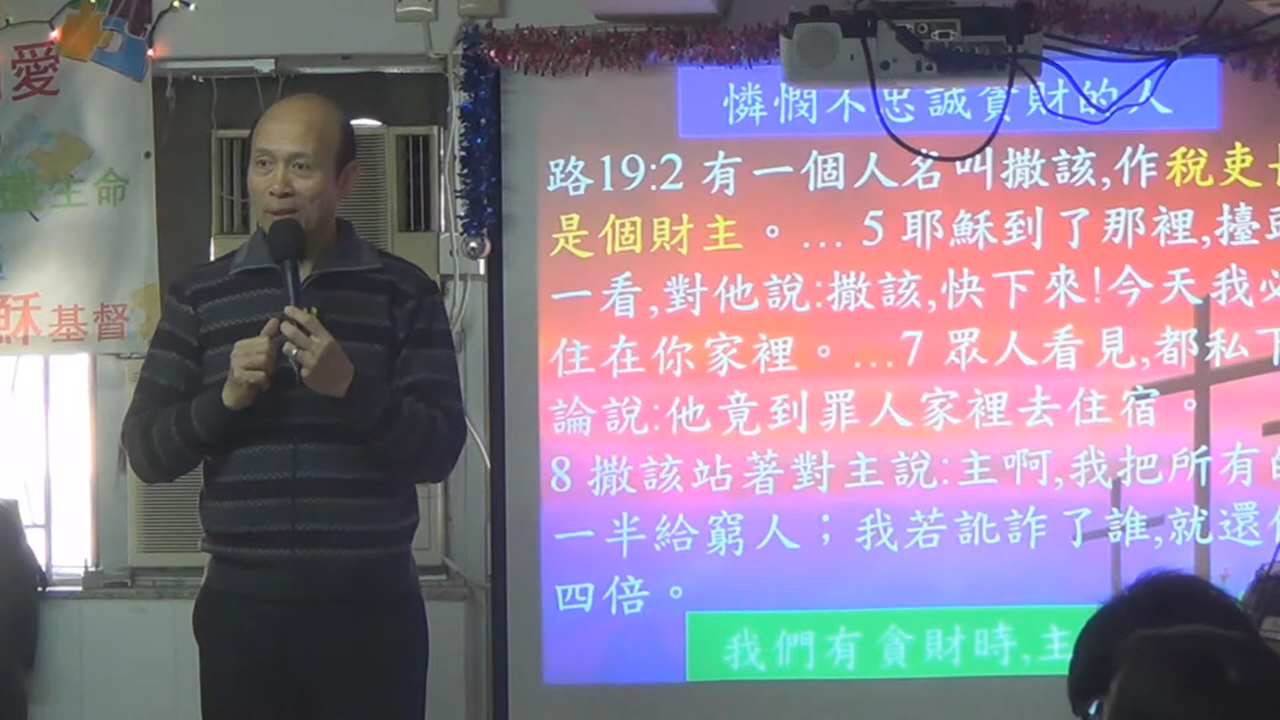 愛
生命
穌基督
憐憫不忠誠貪財的人
路19:2 有一個人名叫撒該,作稅吏
是個財主。… 5 耶穌到了那裡,擡
一看,對他說:撒該,快下來!今天我
住在你家裡。…7 眾人看見,都私下
論說:他竟到罪人家裡去住宿。
8 撒該站著對主說:主啊,我把所有
一半給窮人；我若訛詐了誰,就還
四倍。
我們有貪財時,主